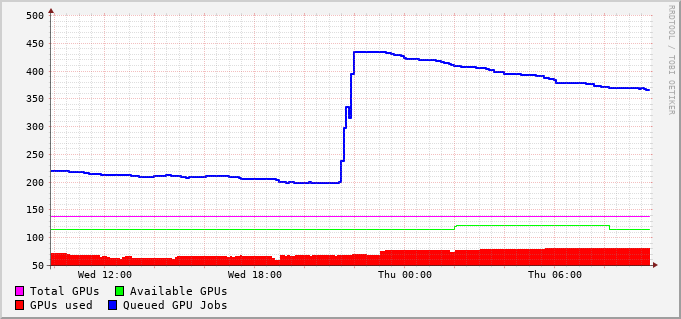 RRDTOOL / TOBI OETIKER
500
450
400
350
300
250
200
150
100
50
Wed 12:00 Wed 18:00 Thu 00:00 Thu 06:00
Total GPUs Available GPUs
GPUs used Queued GPU Jobs